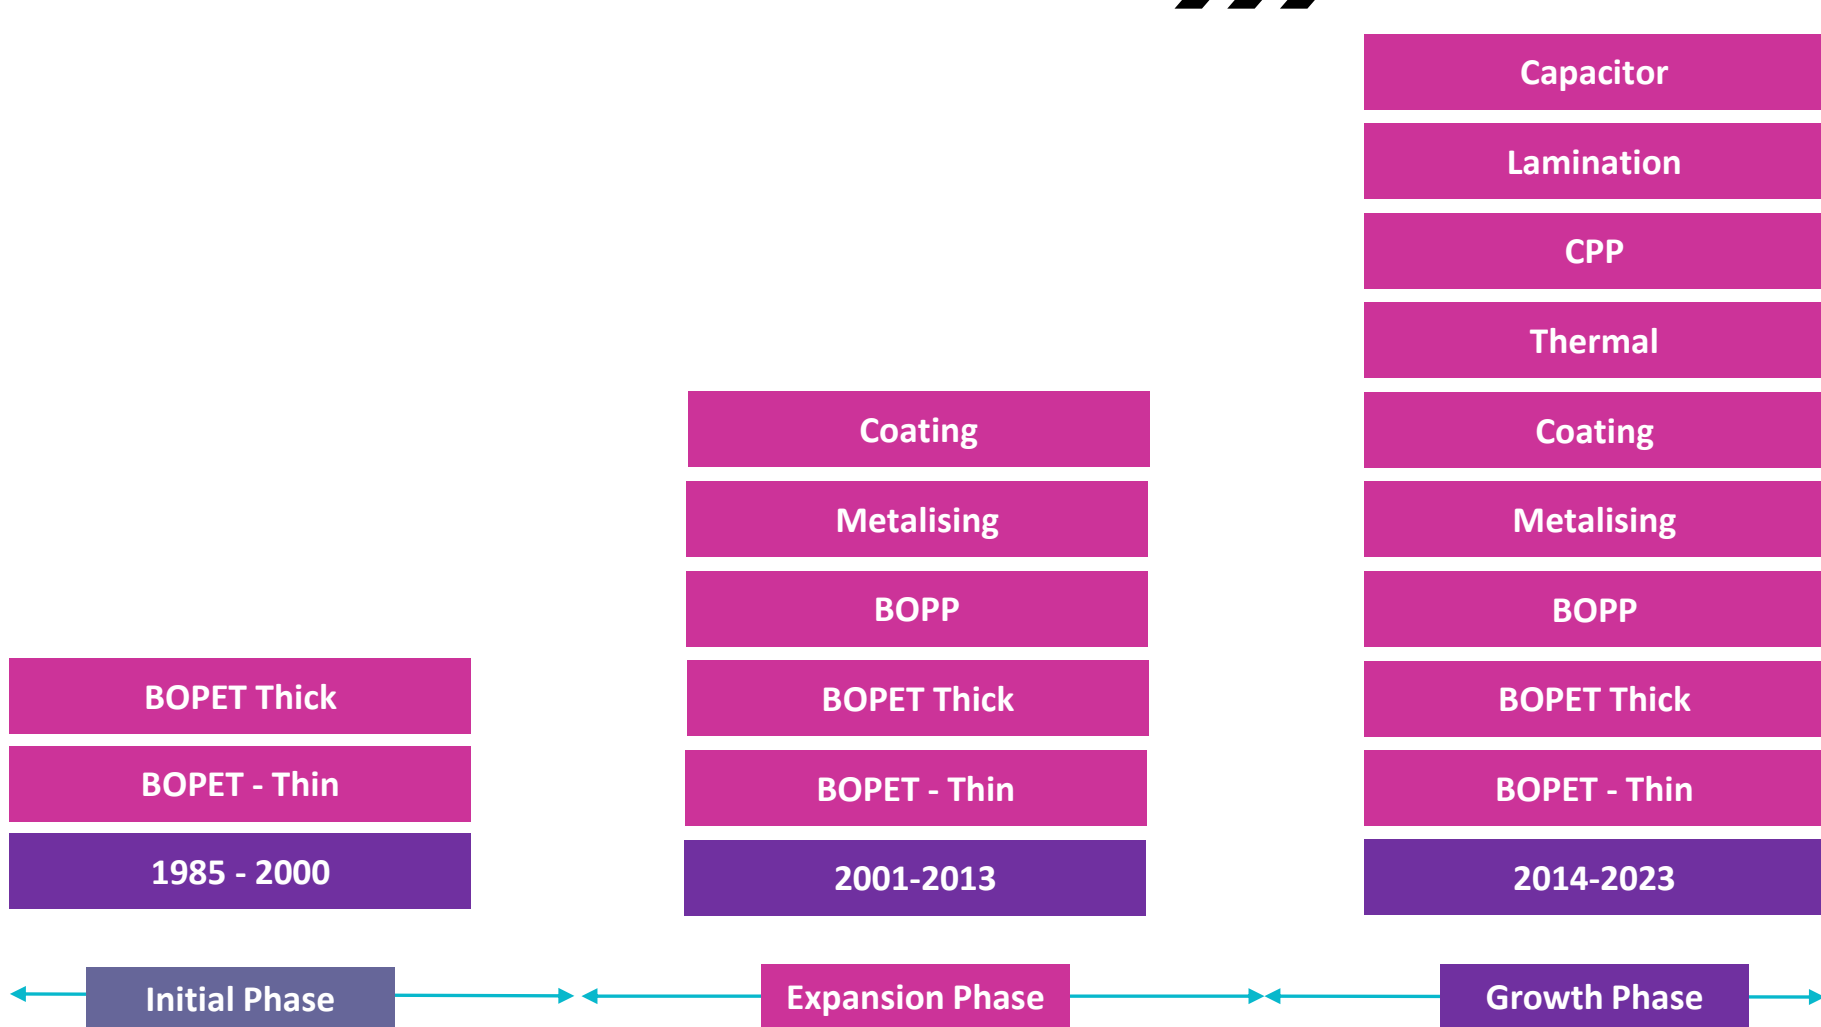 BOPET Thick
BOPET - Thin
1985 - 2000
Initial Phase
Coating
Metalising
BOPP
BOPET Thick
BOPET - Thin
2001-2013
Expansion Phase
Capacitor
Lamination
CPP
Thermal
Coating
Metalising
BOPP
BOPET Thick
BOPET - Thin
2014-2023
Growth Phase